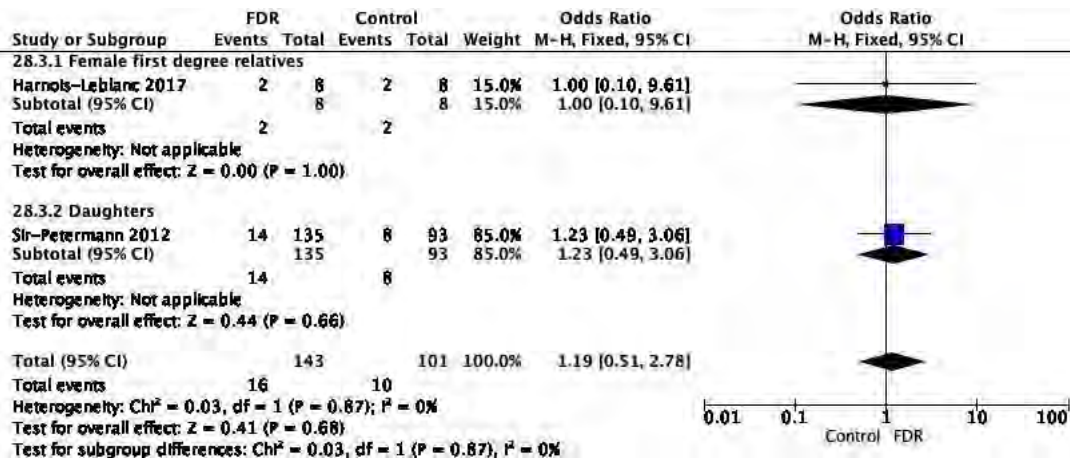 FDR Control Odds Ratio Odds Ratio
Study or Subgroup Events Total Events Total Weight M-H, Fixed, 95% CI M-H, Fixed, 95% CI
28.3.1 Female first degree relatives
Harnois-Leblanc 2017 2 8 2 8 15.0% 1.00 [0.10, 9.61]
Subtotal (95% CI) 8 8 15.0% 1.00 [0.10, 9.61]
Total events 2 2
Heterogeneity: Not applicable
Test for overall effect: Z = 0.00 (P = 1.00)
28.3.2 Daughters
Sir-Petermann 2012 14 135 8 93 85.0% 1.23 [0.49, 3.06]
Subtotal (95% CI) 135 93 85.0% 1.23 [0.49, 3.06]
Total events 14 8
Heterogeneity: Not applicable
Test for overall effect: Z = 0.44 (P = 0.66)
Total (95% CI) 143 101 100.0% 1.19 [0.51, 2.78]
Total events 16 10
Heterogeneity: Chi² = 0.03, df = 1 (P = 0.87); I² = 0%
Test for overall effect: Z = 0.41 (P = 0.68)
Test for subgroup differences: Chi² = 0.03, df = 1 (P = 0.87), I² = 0%
0.01 0.1 1 10 100
Control FDR